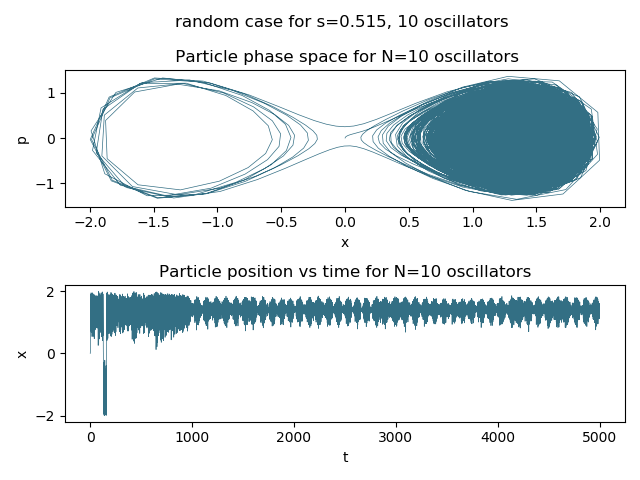 random case for s=0.515, 10 oscillators
Particle phase space for N=10 oscillators
p
1
0
−1
−2.0 −1.5 −1.0 −0.5 0.0 0.5 1.0 1.5 2.0
x
Particle position vs time for N=10 oscillators
x
2
0
−2
0 1000 2000 3000 4000 5000
t